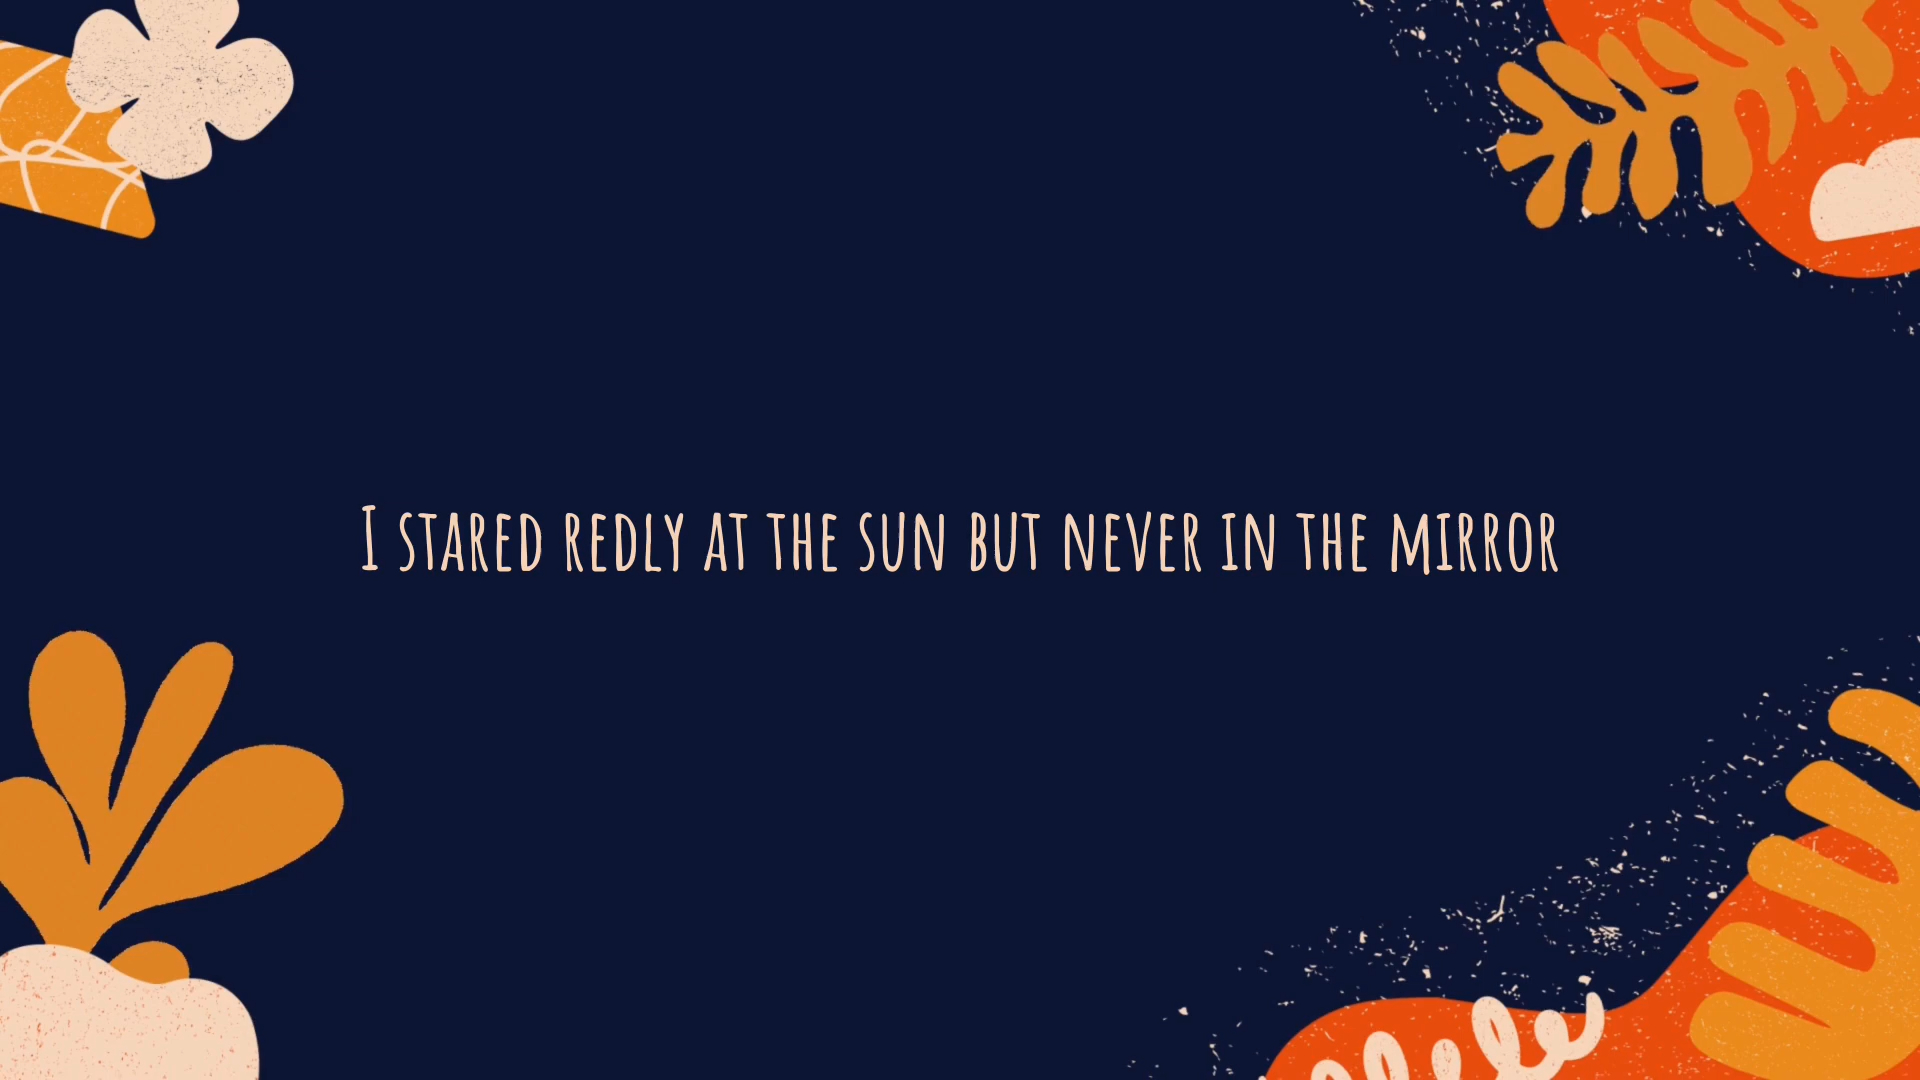 I STARED REDLY AT THE SUN BUT NEVER IN THE MIRROR